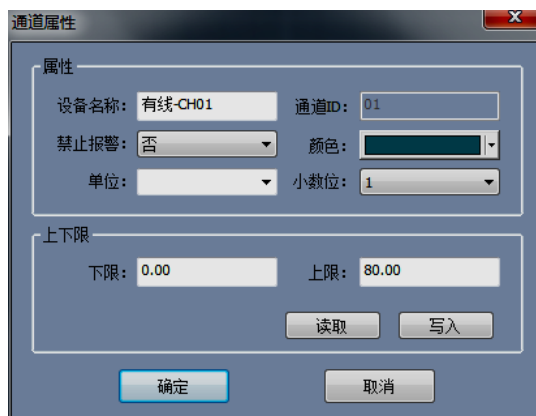 通道属性
属性
设备名称: 有线-CH01 通道ID: 01
禁止报警: 否 颜色:
单位: 小数位: 1
上下限
下限: 0.00 上限: 80.00
读取 写入
确定 取消